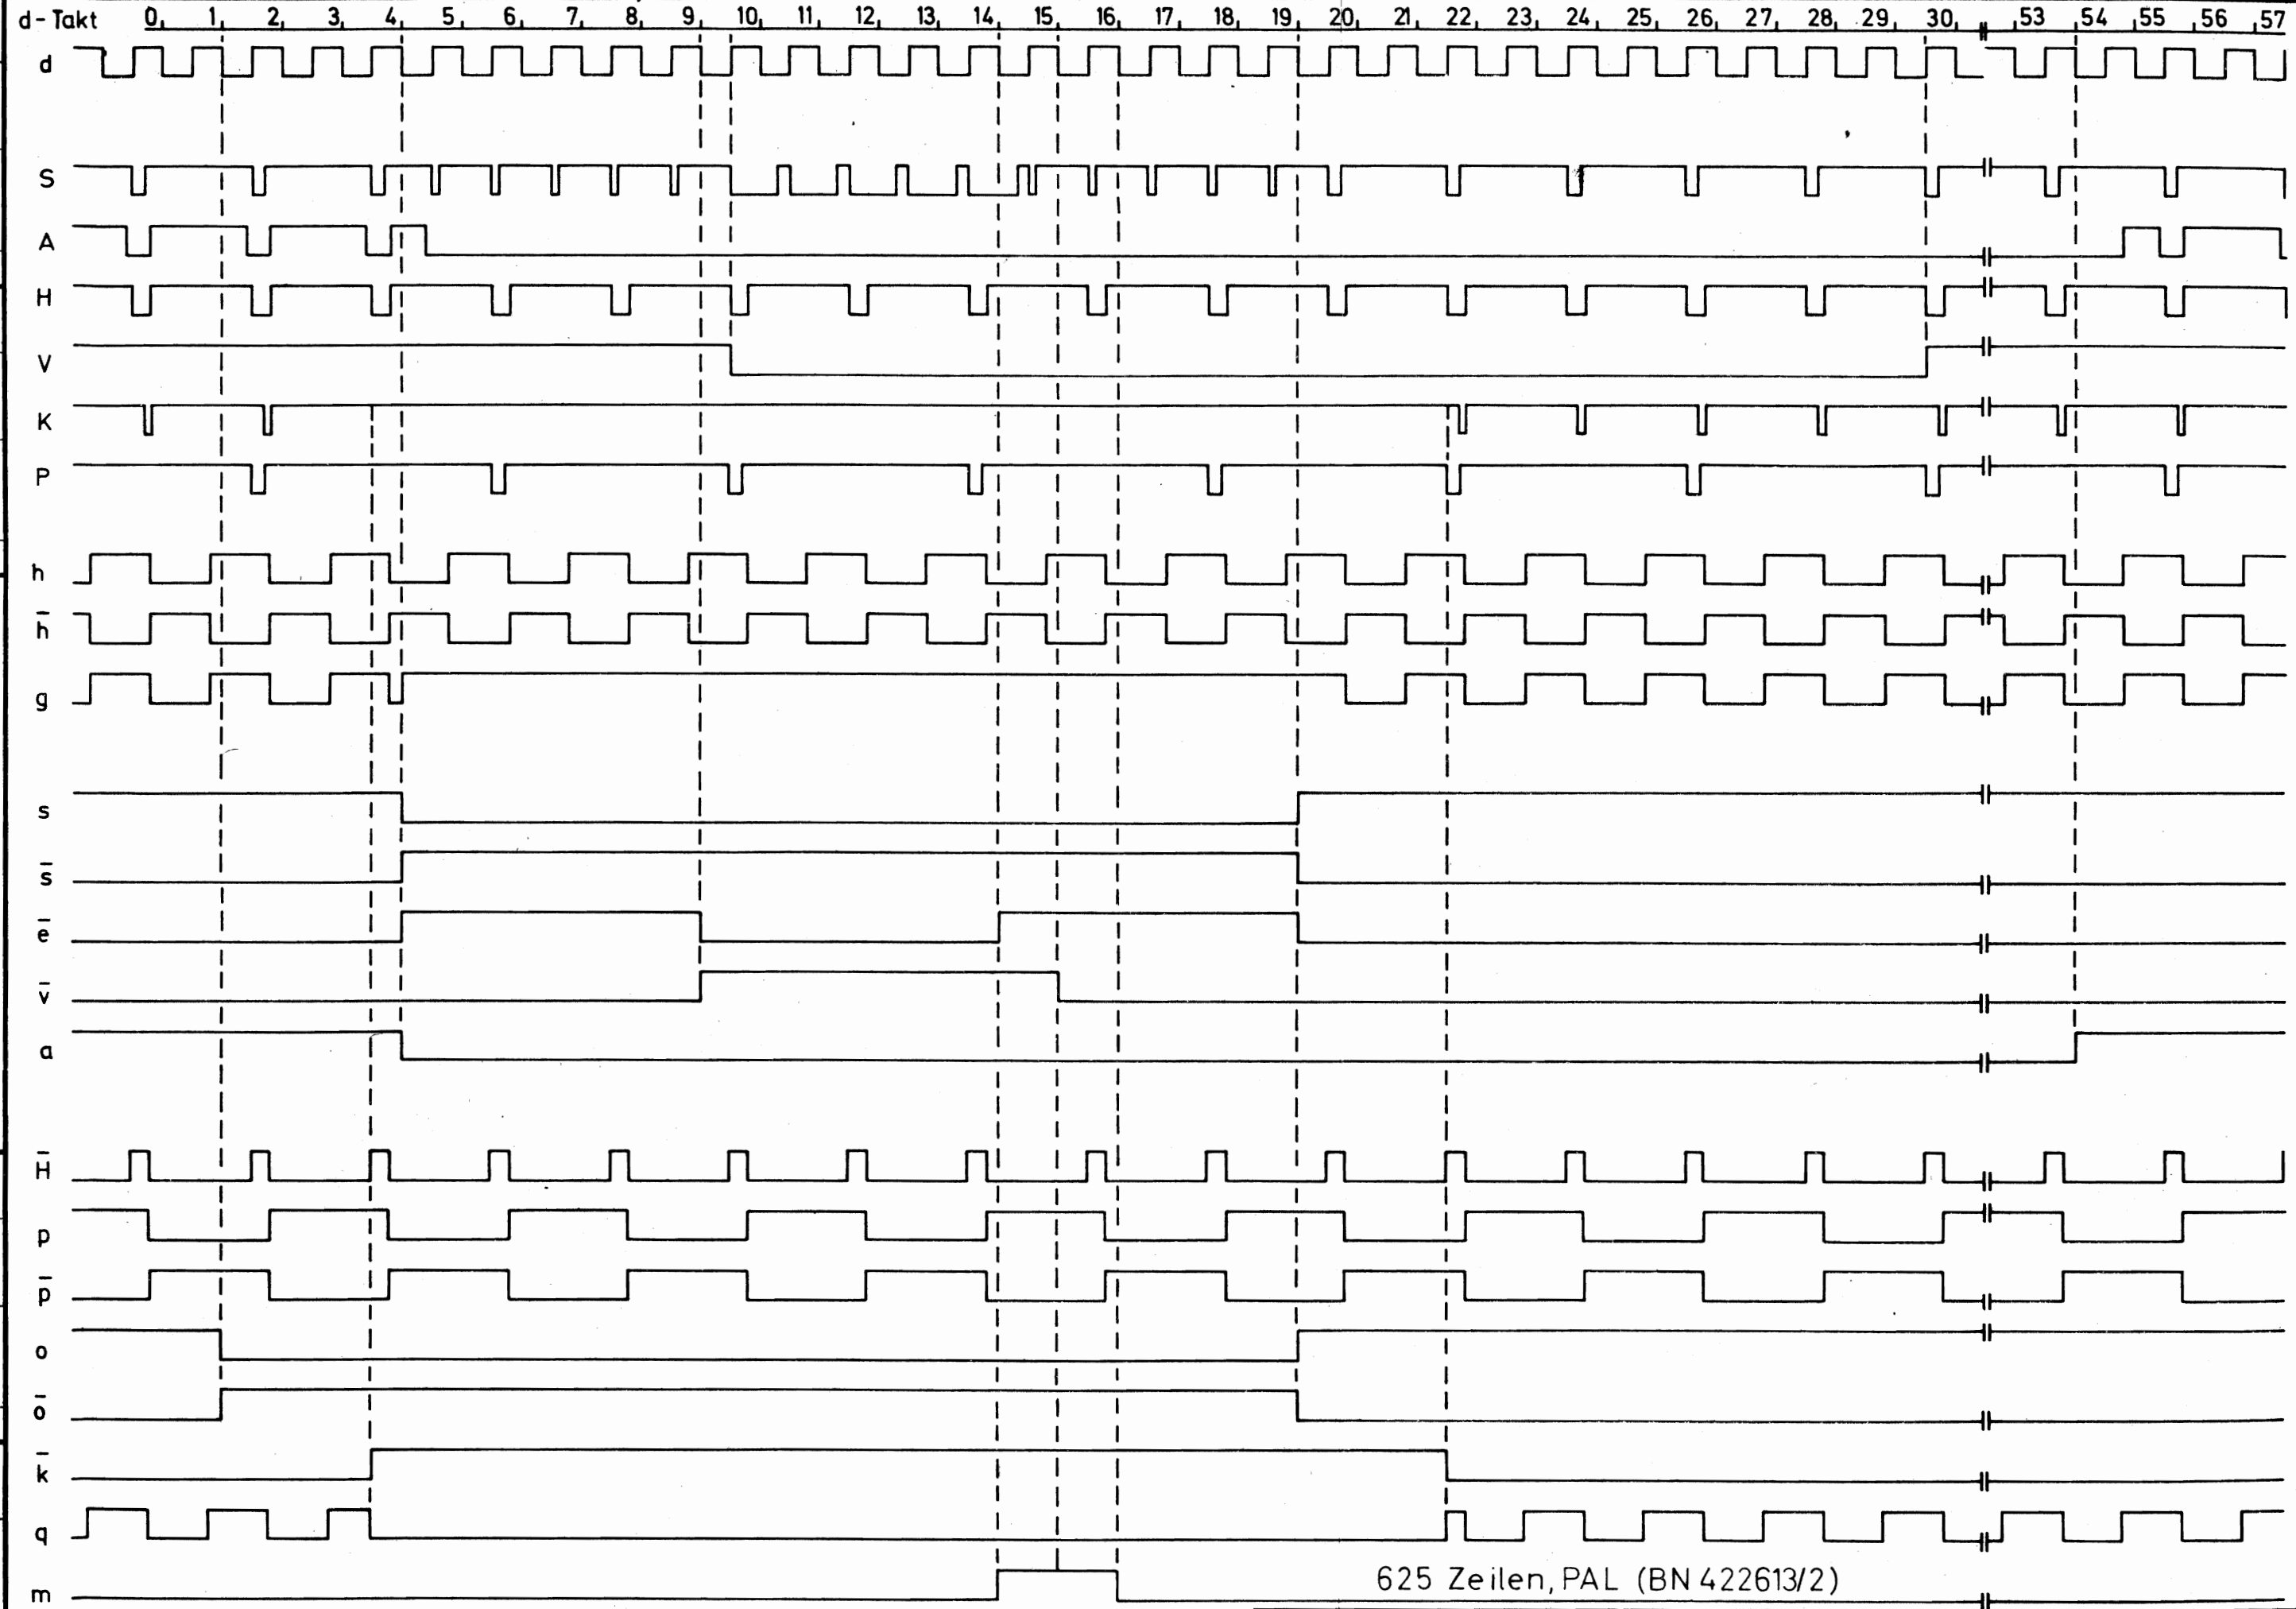 d-Takt 0, 1, 2, 3, 4, 5, 6, 7, 8, 9, 10, 11, 12, 13, 14, 15, 16, 17, 18, 19, 20, 21, 22, 23, 24, 25, 26, 27, 28, 29, 30, 53, 54 55, 56, 57
d
S
A
H
V
K
P
h
h̅
g
s
s̅
e̅
v̅
a
H̅
p
p̅
o
o̅
k̅
q
m
625 Zeilen, PAL (BN 422613/2)